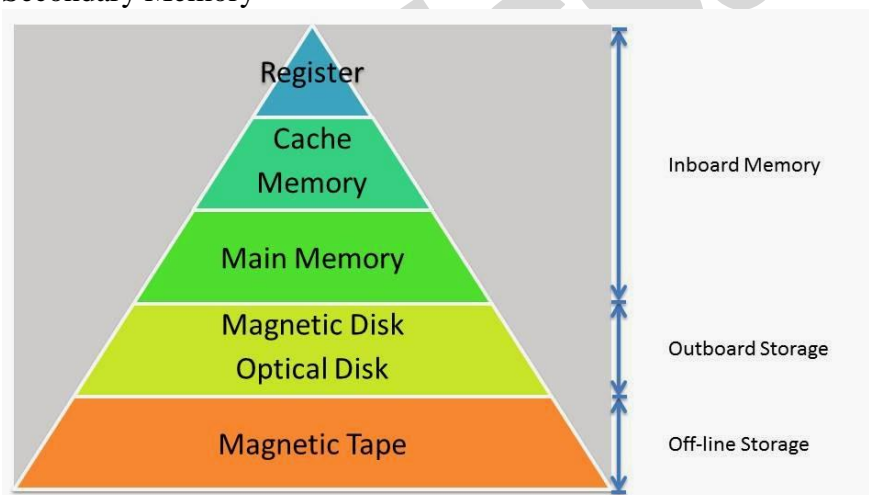 Secondary Memory
Register
Cache
Memory
Inboard Memory
Main Memory
Magnetic Disk
Optical Disk
Outboard Storage
Magnetic Tape
Off-line Storage